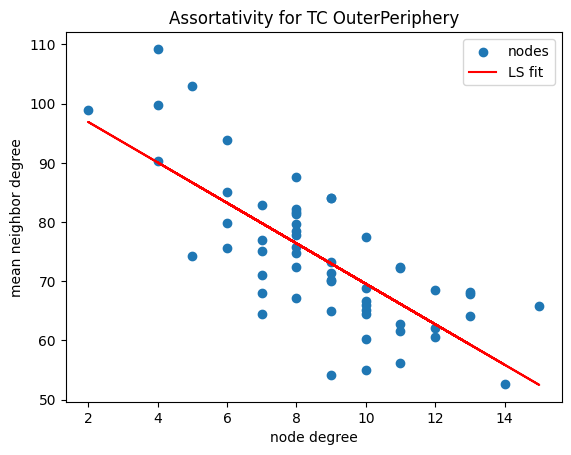 Assortativity for TC OuterPeriphery
nodes
LS fit
mean neighbor degree
110
100
90
80
70
60
50
2
4
6
8
10
12
14
node degree